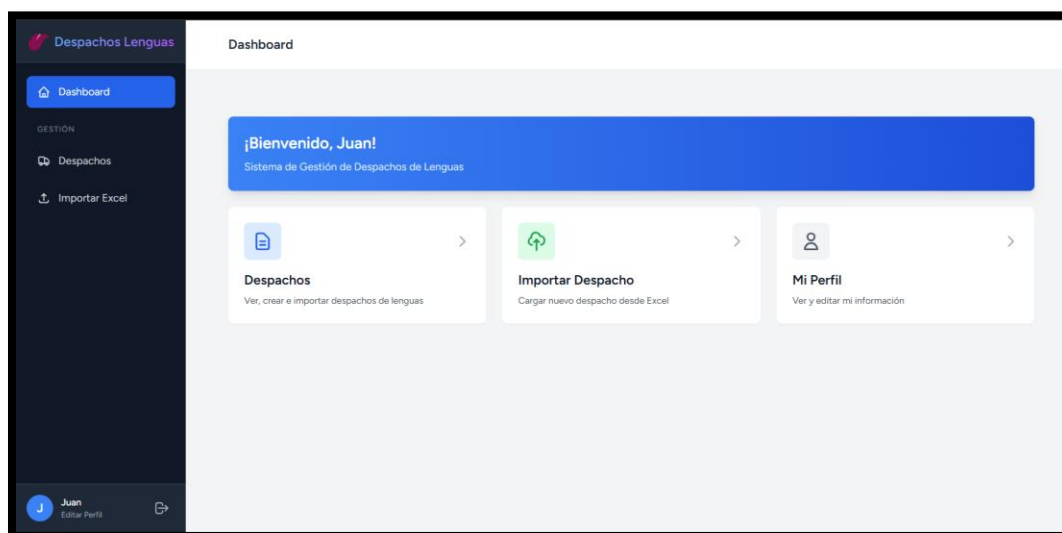 Despachos Lenguas
Dashboard
GESTIÓN
Despachos
Importar Excel
J
Juan
Editar Perfil
Dashboard
¡Bienvenido, Juan!
Sistema de Gestión de Despachos de Lenguas
Despachos
Ver, crear e importar despachos de lenguas
Importar Despacho
Cargar nuevo despacho desde Excel
Mi Perfil
Ver y editar mi información